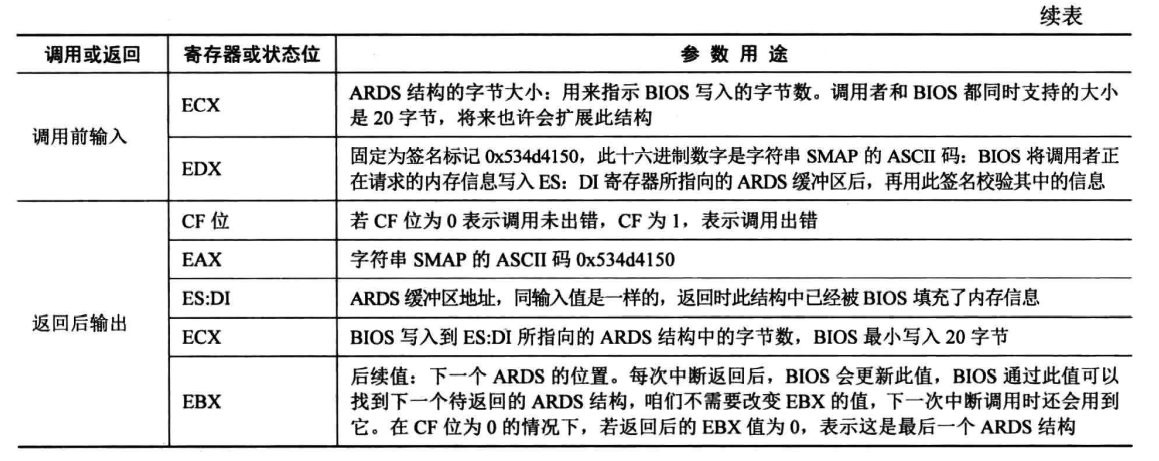 续表
调用或返回 寄存器或状态位 参 数 用 途
调用前输入
ECX
ARDS 结构的字节大小：用来指示 BIOS 写入的字节数。调用者和 BIOS 都同时支持的大小
是 20 字节，将来也许会扩展此结构
EDX
固定为签名标记 0x534d4150，此十六进制数字是字符串 SMAP 的 ASCII 码：BIOS 将调用者正
在请求的内存信息写入 ES：DI 寄存器所指向的 ARDS 缓冲区后，再用此签名校验其中的信息
返回后输出
CF 位
若 CF 位为 0 表示调用未出错，CF 为 1，表示调用出错
EAX
字符串 SMAP 的 ASCII 码 0x534d4150
ES:DI
ARDS 缓冲区地址，同输入值是一样的，返回时此结构中已经被 BIOS 填充了内存信息
ECX
BIOS 写入到 ES:DI 所指向的 ARDS 结构中的字节数，BIOS 最小写入 20 字节
EBX
后续值：下一个 ARDS 的位置。每次中断返回后，BIOS 会更新此值，BIOS 通过此值可以
找到下一个待返回的 ARDS 结构，咱们不需要改变 EBX 的值，下一次中断调用时还会用到
它。在 CF 位为 0 的情况下，若返回后的 EBX 值为 0，表示这是最后一个 ARDS 结构